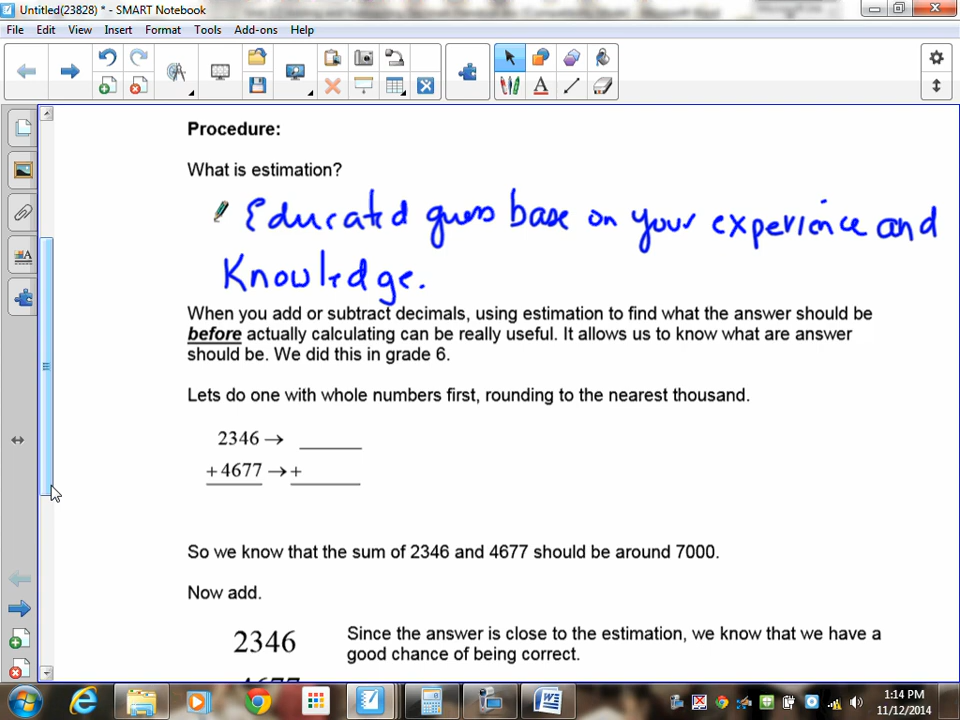 Untitled(23828) * - SMART Notebook
File Edit View Insert Format Tools Add-ons Help
Procedure:
What is estimation?
Educated guess base on your experience and
Knowledge.
When you add or subtract decimals, using estimation to find what the answer should be
before actually calculating can be really useful. It allows us to know what are answer
should be. We did this in grade 6.
Lets do one with whole numbers first, rounding to the nearest thousand.
2346 → ______
+ 4677 → + ______
So we know that the sum of 2346 and 4677 should be around 7000.
Now add.
2346
Since the answer is close to the estimation, we know that we have a
good chance of being correct.
4677
1:14 PM
11/12/2014